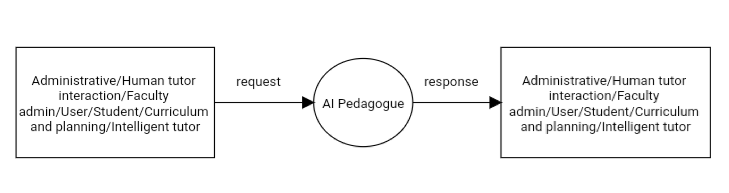 Administrative/Human tutor
interaction/Faculty
admin/User/Student/Curriculum
and planning/Intelligent tutor
request
AI Pedagogue
response
Administrative/Human tutor
interaction/Faculty
admin/User/Student/Curriculum
and planning/Intelligent tutor